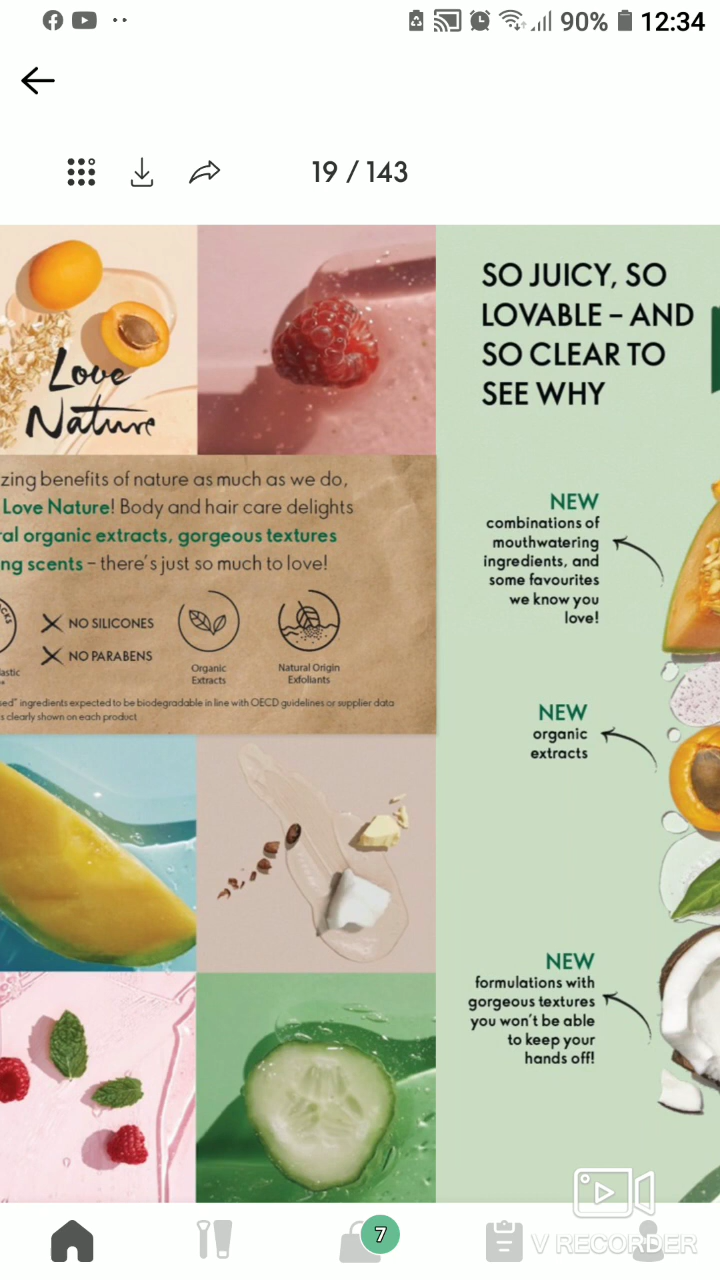 90% 12:34
19 / 143
Love
Nature
zing benefits of nature as much as we do,
Love Nature! Body and hair care delights
ral organic extracts, gorgeous textures
ng scents – there's just so much to love!
NO SILICONES
NO PARABENS
lastic
Organic
Extracts
Natural Origin
Exfoliants
sed" ingredients expected to be biodegradable in line with OECD guidelines or supplier data
s clearly shown on each product
SO JUICY, SO
LOVABLE – AND
SO CLEAR TO
SEE WHY
NEW
combinations of
mouthwatering
ingredients, and
some favourites
we know you
love!
NEW
organic
extracts
NEW
formulations with
gorgeous textures
you won't be able
to keep your
hands off!
7
V RECORDER